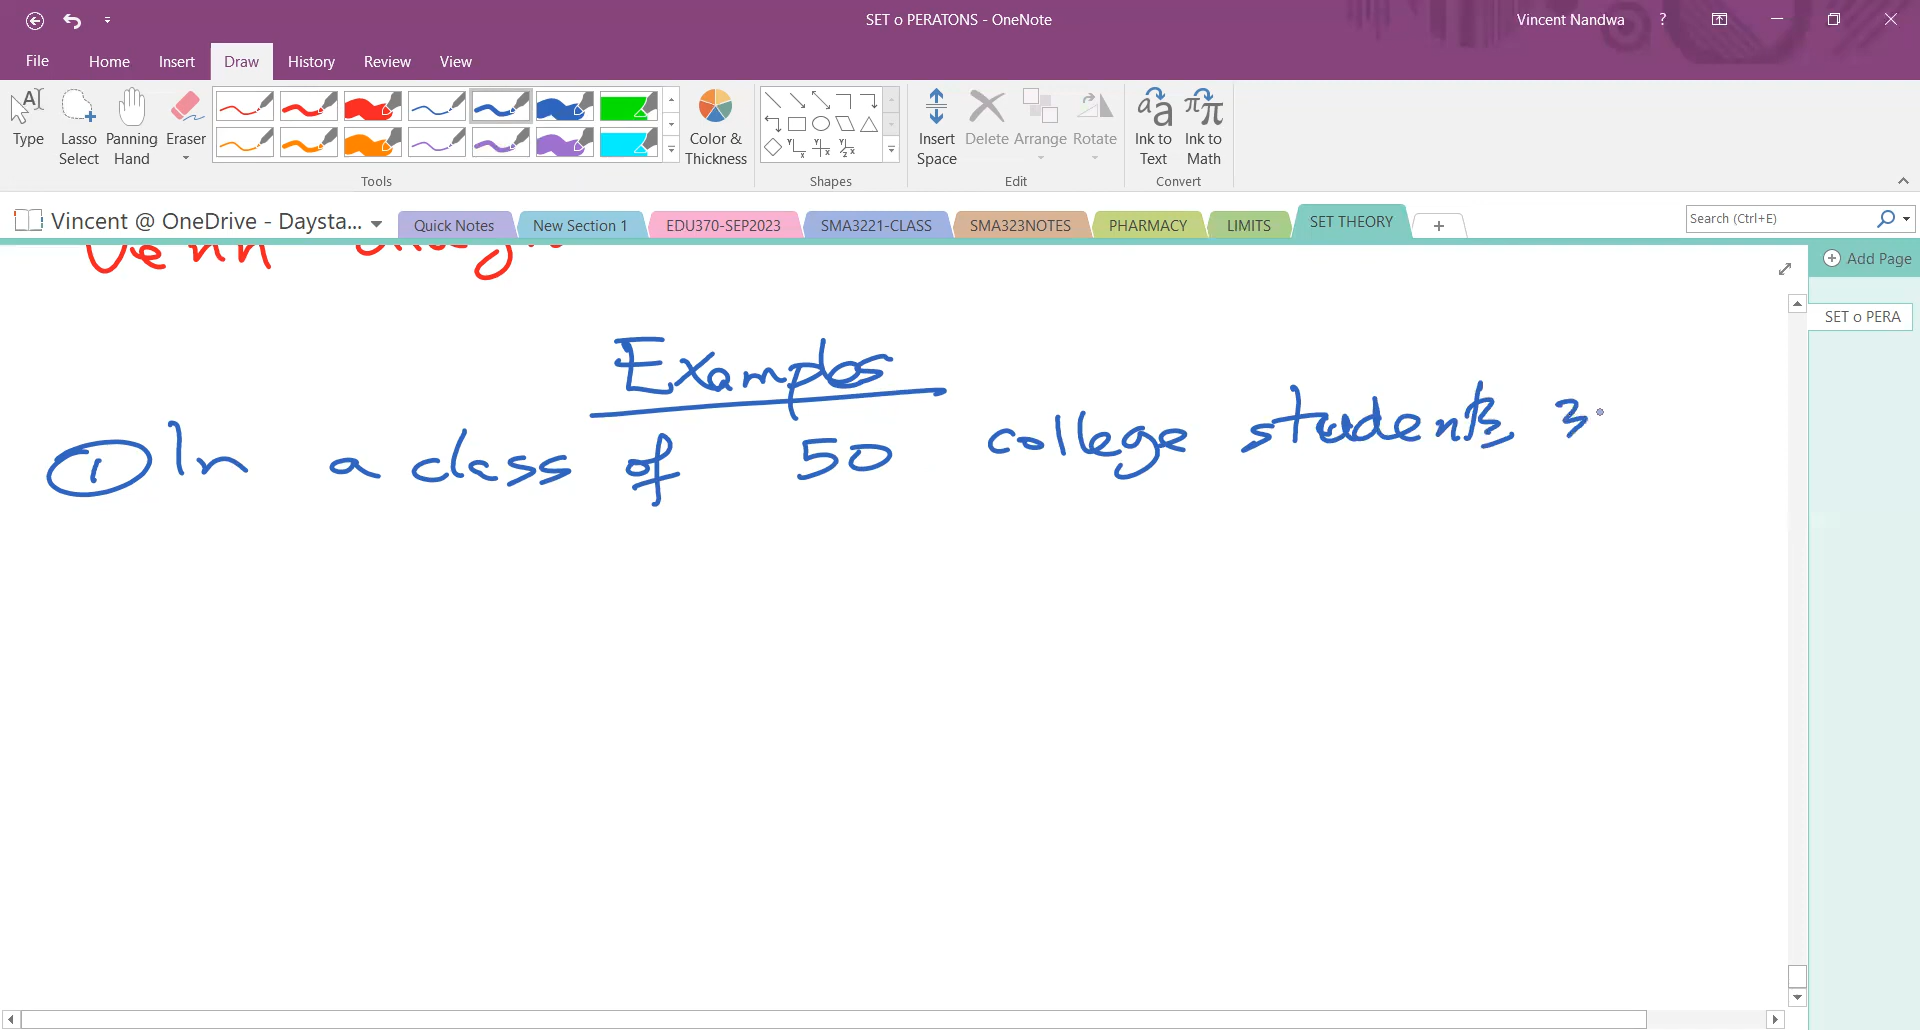 SET o PERATONS - OneNote
Vincent Nandwa
?
File Home Insert Draw History Review View
Type
Lasso Select
Panning Hand
Eraser
Color & Thickness
Insert Space
Delete
Arrange
Rotate
Ink to Text
Ink to Math
Tools
Shapes
Edit
Convert
Vincent @ OneDrive - Daysta...
Quick Notes
New Section 1
EDU370-SEP2023
SMA3221-CLASS
SMA323NOTES
PHARMACY
LIMITS
SET THEORY
Search (Ctrl+E)
Add Page
SET o PERA
Venn
Examples
① In a class of 50 college students, 3